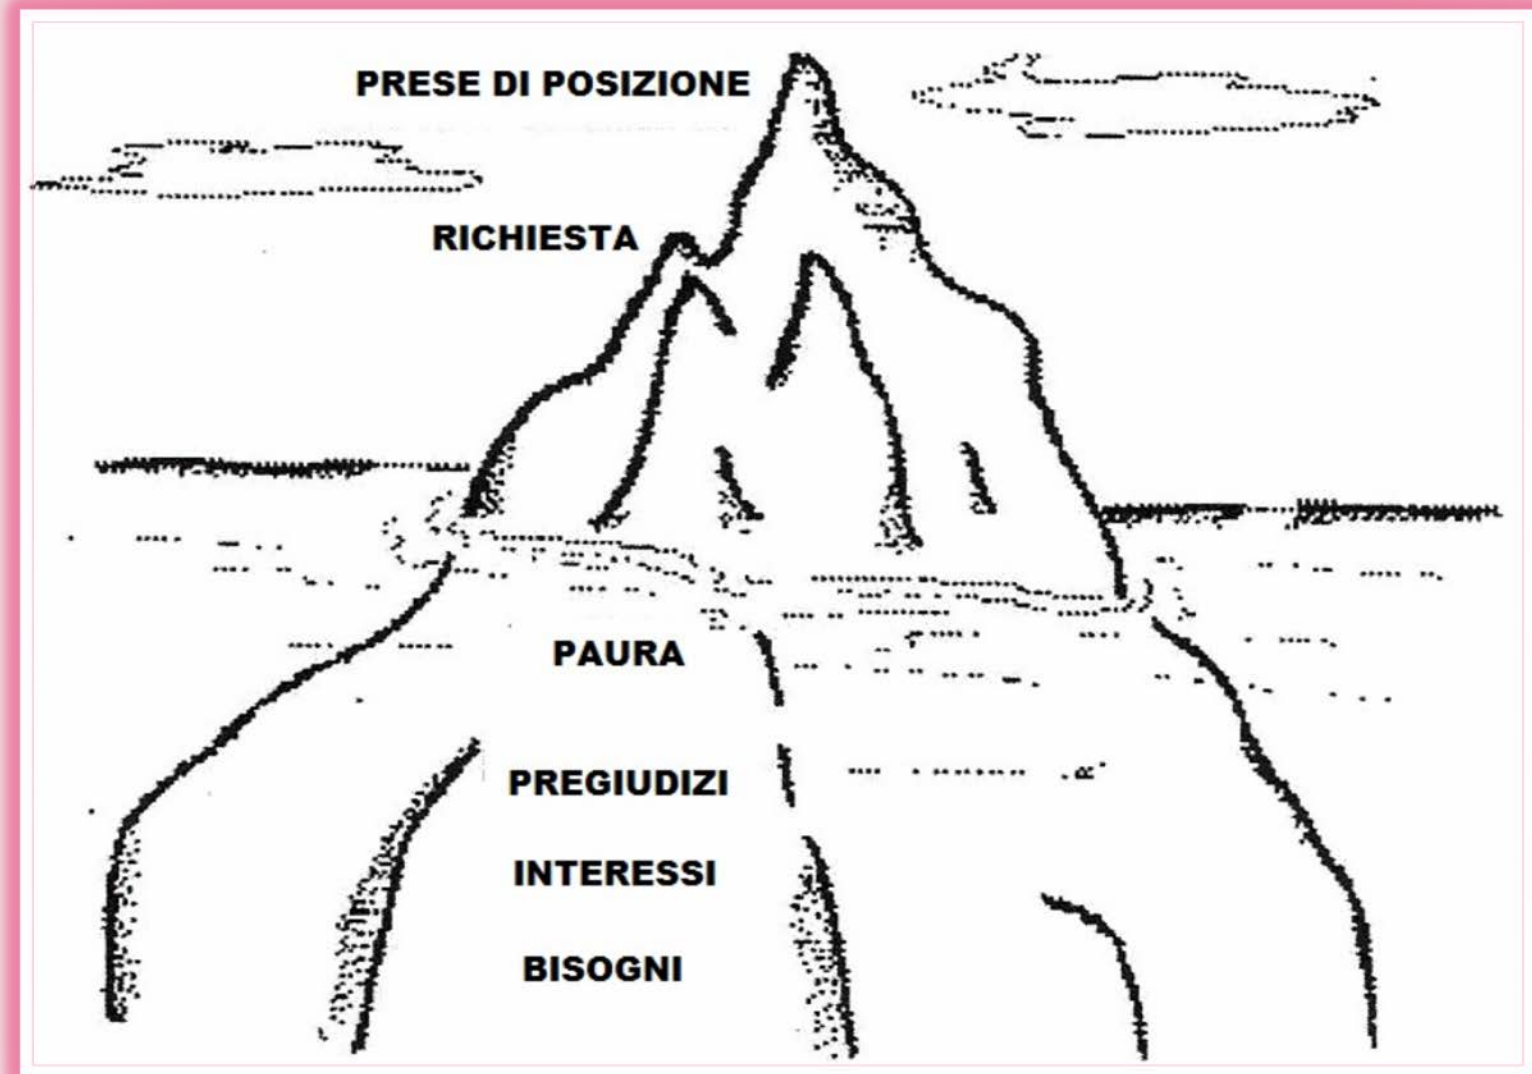 PRESE DI POSIZIONE
RICHIESTA
PAURA
PREGIUDIZI
INTERESSI
BISOGNI